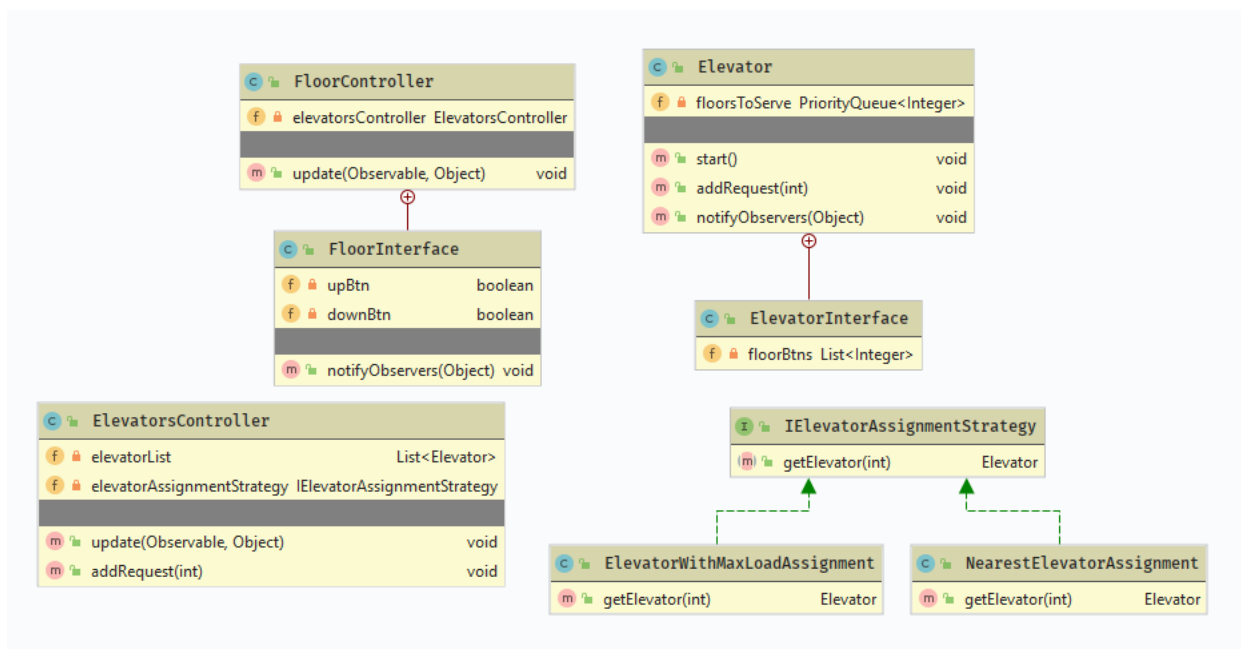 FloorController
elevatorsController ElevatorsController
update(Observable, Object) void
FloorInterface
upBtn boolean
downBtn boolean
notifyObservers(Object) void
ElevatorsController
elevatorList List<Elevator>
elevatorAssignmentStrategy IElevatorAssignmentStrategy
update(Observable, Object) void
addRequest(int) void
Elevator
floorsToServe PriorityQueue<Integer>
start() void
addRequest(int) void
notifyObservers(Object) void
ElevatorInterface
floorBtns List<Integer>
IElevatorAssignmentStrategy
getElevator(int) Elevator
ElevatorWithMaxLoadAssignment
getElevator(int) Elevator
NearestElevatorAssignment
getElevator(int) Elevator